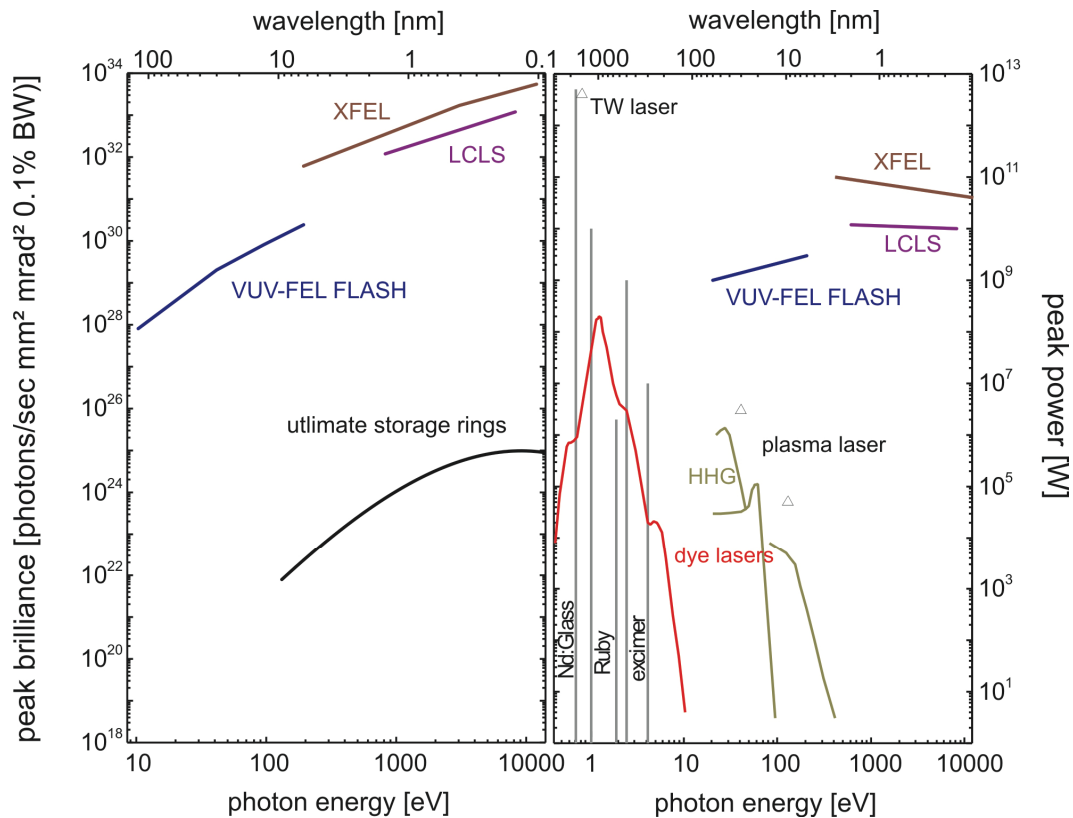 wavelength [nm]
100 10 1 0.1
10³⁴
10³²
10³⁰
10²⁸
10²⁶
10²⁴
10²²
10²⁰
10¹⁸
peak brilliance [photons/sec mm² mrad² 0.1% BW)]
XFEL
LCLS
VUV-FEL FLASH
utlimate storage rings
10 100 1000 10000
photon energy [eV]
wavelength [nm]
1000 100 10 1
TW laser
XFEL
LCLS
VUV-FEL FLASH
plasma laser
HHG
dye lasers
Nd:Glass
Ruby
excimer
10¹³
10¹¹
10⁹
10⁷
10⁵
10³
10¹
peak power [W]
1 10 100 1000 10000
photon energy [eV]